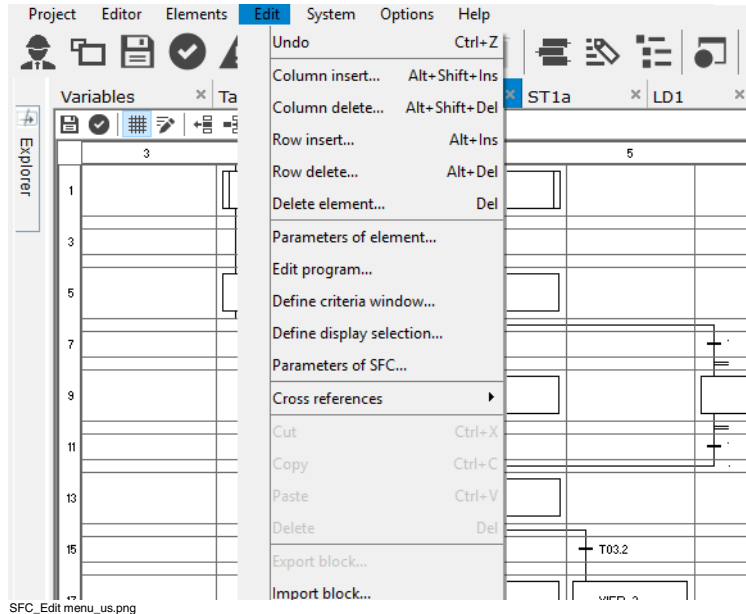 Project Editor Elements Edit System Options Help
Undo Ctrl+Z
Column insert... Alt+Shift+Ins
Column delete... Alt+Shift+Del
Row insert... Alt+Ins
Row delete... Alt+Del
Delete element... Del
Parameters of element...
Edit program...
Define criteria window...
Define display selection...
Parameters of SFC...
Cross references
Cut Ctrl+X
Copy Ctrl+C
Paste Ctrl+V
Delete Del
Export block...
Import block...
Variables × Ta × ST1a × LD1 ×
Explorer
3 5
1
3
5
7
9
11
13
15 T03.2
17
SFC_Edit menu_us.png